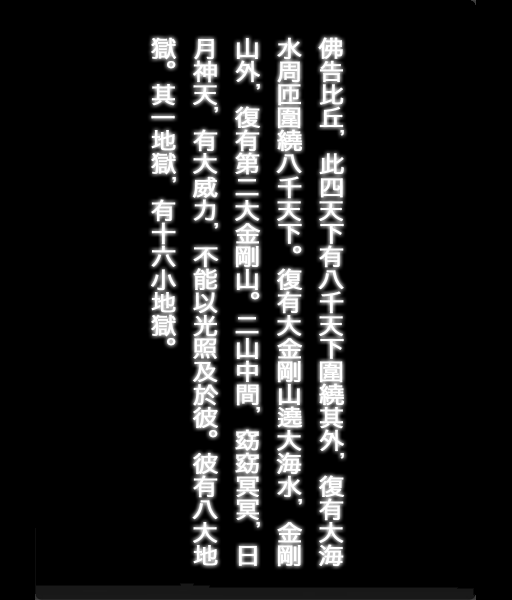 佛告比丘，此四天下有八千天下圍繞其外，復有大海
水周匝圍繞八千天下。復有大金剛山遶大海水，金剛
山外，復有第二大金剛山。二山中間，窈窈冥冥，日
月神天，有大威力，不能以光照及於彼。彼有八大地
獄。其一地獄，有十六小地獄。